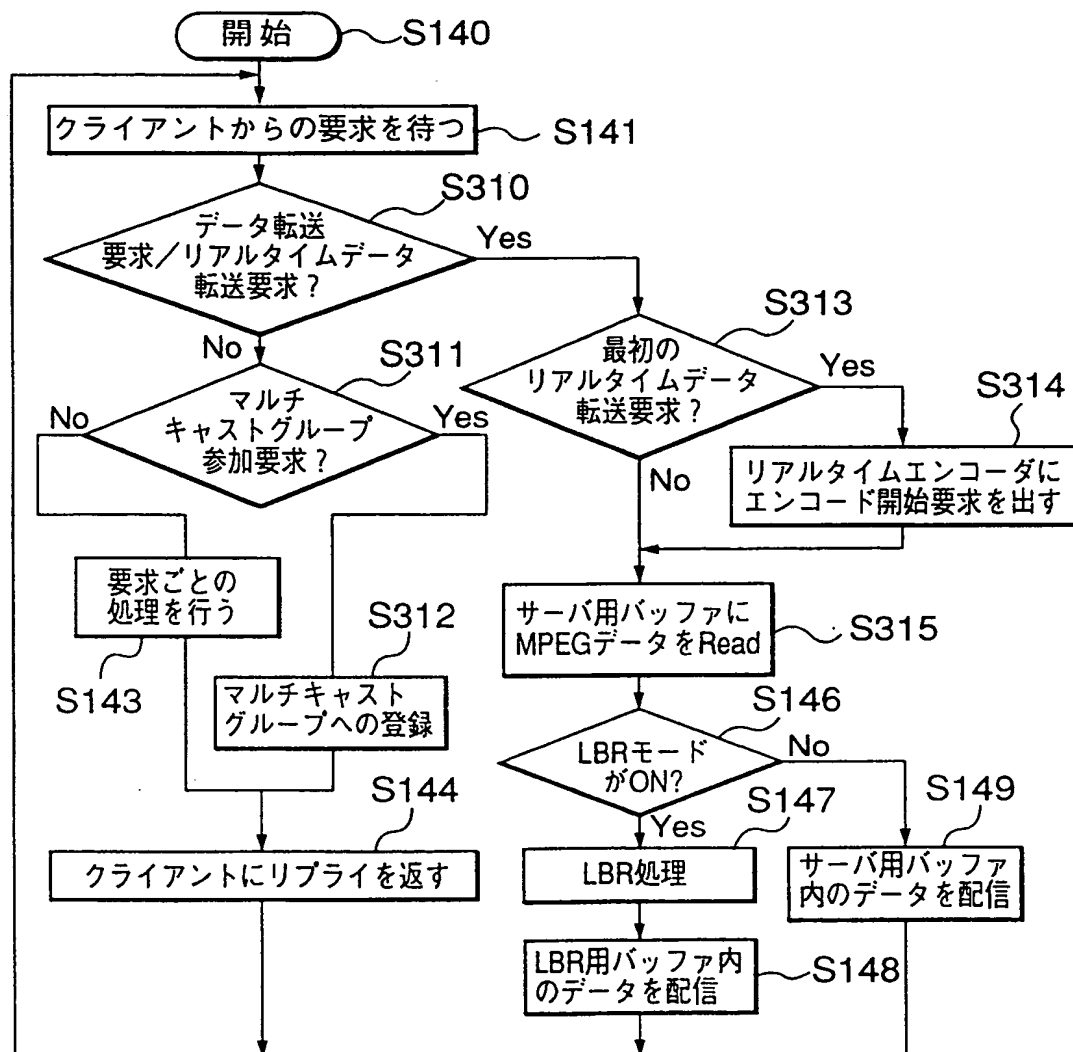 開始
S140
クライアントからの要求を待つ
S141
S310
データ転送
要求/リアルタイムデータ
転送要求?
Yes
No
S311
マルチ
キャストグループ
参加要求?
No
Yes
要求ごとの
処理を行う
S143
S312
マルチキャスト
グループへの登録
S144
クライアントにリプライを返す
S313
最初の
リアルタイムデータ
転送要求?
Yes
No
S314
リアルタイムエンコーダに
エンコード開始要求を出す
サーバ用バッファに
MPEGデータをRead
S315
S146
LBRモード
がON?
No
Yes
S147
LBR処理
S149
サーバ用バッファ
内のデータを配信
LBR用バッファ内
のデータを配信
S148